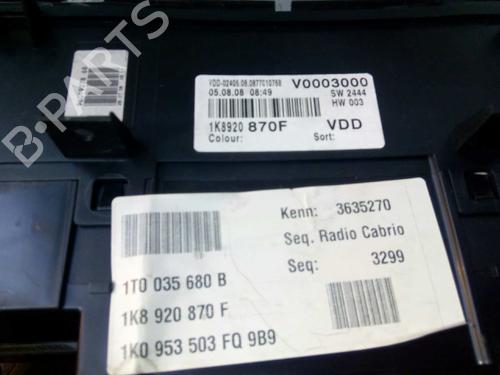 VDD-02405.08.0877010768 V0003000
05.08.08 08:49 SW 2444
HW 003
1K8920 870F VDD
Colour: Sort:
Kenn: 3635270
Seq. Radio Cabrio
Seq: 3299
1T0 035 680 B
1K8 920 870 F
1K0 953 503 FQ 9B9
B-PARTS